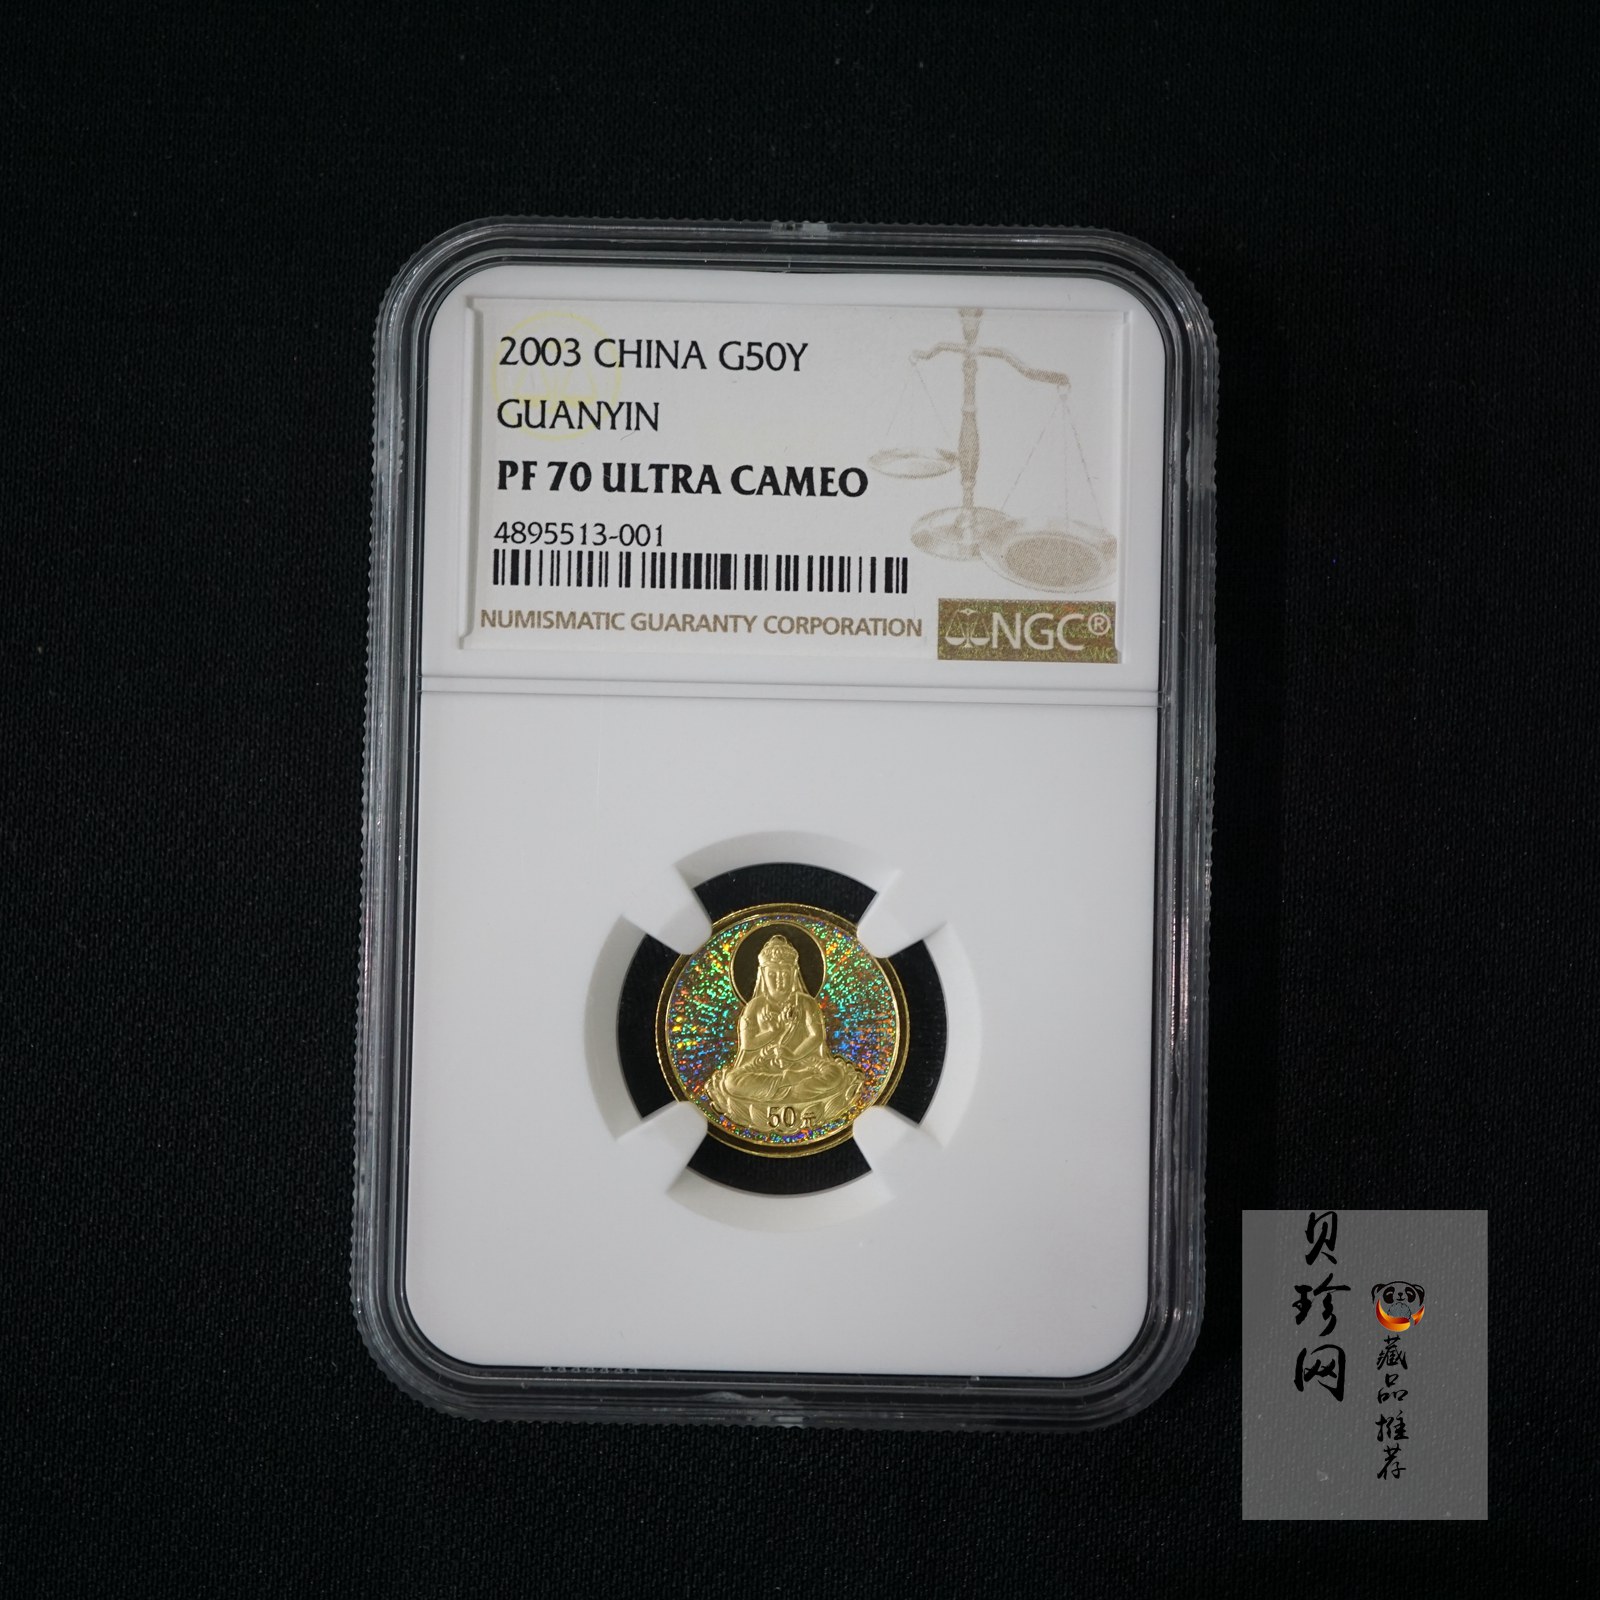 2003 CHINA G50Y
GUANYIN
PF 70 ULTRA CAMEO
4895513-001
NUMISMATIC GUARANTY CORPORATION
NGC®
50元
贝珍网
藏品推荐